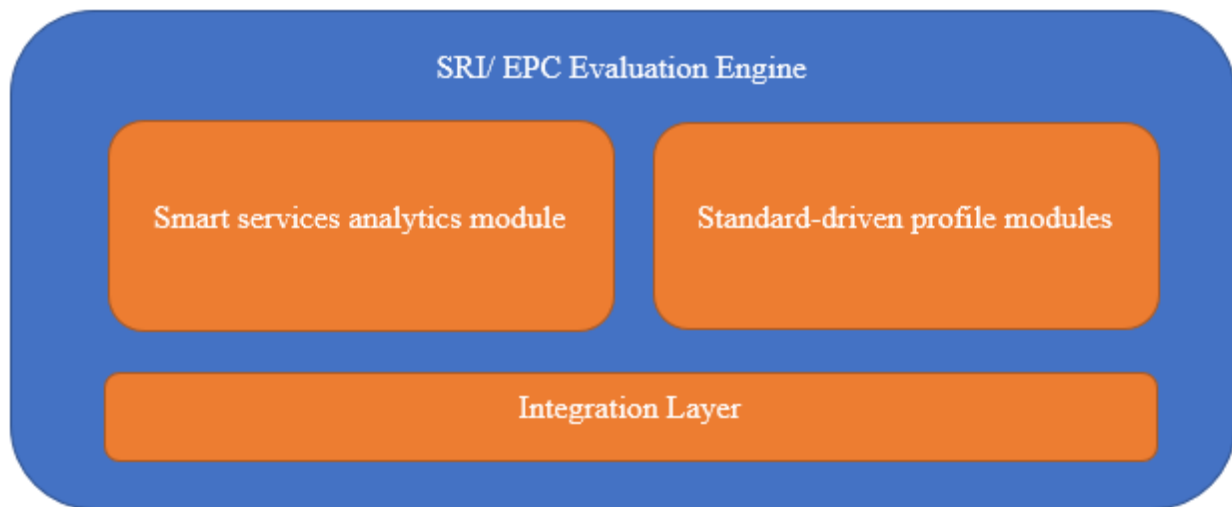 SRI/ EPC Evaluation Engine
Smart services analytics module
Standard-driven profile modules
Integration Layer